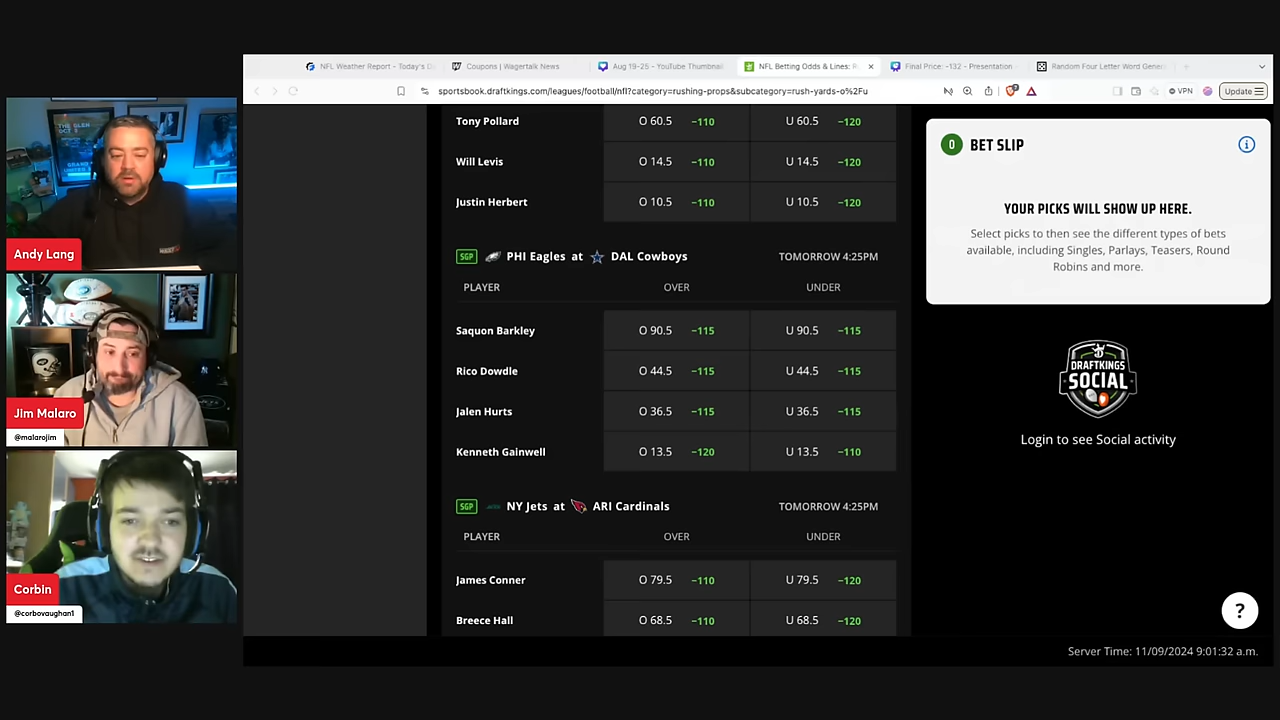 NFL Weather Report - Today's D
Coupons | Wagertalk News
Aug 19-25 - YouTube Thumbnail
NFL Betting Odds & Lines: R
Final Price: -132 - Presentation
Random Four Letter Word Gener
sportsbook.draftkings.com/leagues/football/nfl?category=rushing-props&subcategory=rush-yards-o%2Fu
VPN
Update
Andy Lang
Jim Malaro
@malarojim
Corbin
@corbovaughan1
Tony Pollard O 60.5 −110 U 60.5 −120
Will Levis O 14.5 −110 U 14.5 −120
Justin Herbert O 10.5 −110 U 10.5 −120
SGP PHI Eagles at DAL Cowboys TOMORROW 4:25PM
PLAYER OVER UNDER
Saquon Barkley O 90.5 −115 U 90.5 −115
Rico Dowdle O 44.5 −115 U 44.5 −115
Jalen Hurts O 36.5 −115 U 36.5 −115
Kenneth Gainwell O 13.5 −120 U 13.5 −110
SGP NY Jets at ARI Cardinals TOMORROW 4:25PM
PLAYER OVER UNDER
James Conner O 79.5 −110 U 79.5 −120
Breece Hall O 68.5 −110 U 68.5 −120
0 BET SLIP
YOUR PICKS WILL SHOW UP HERE.
Select picks to then see the different types of bets
available, including Singles, Parlays, Teasers, Round
Robins and more.
DRAFTKINGS
SOCIAL
Login to see Social activity
?
Server Time: 11/09/2024 9:01:32 a.m.